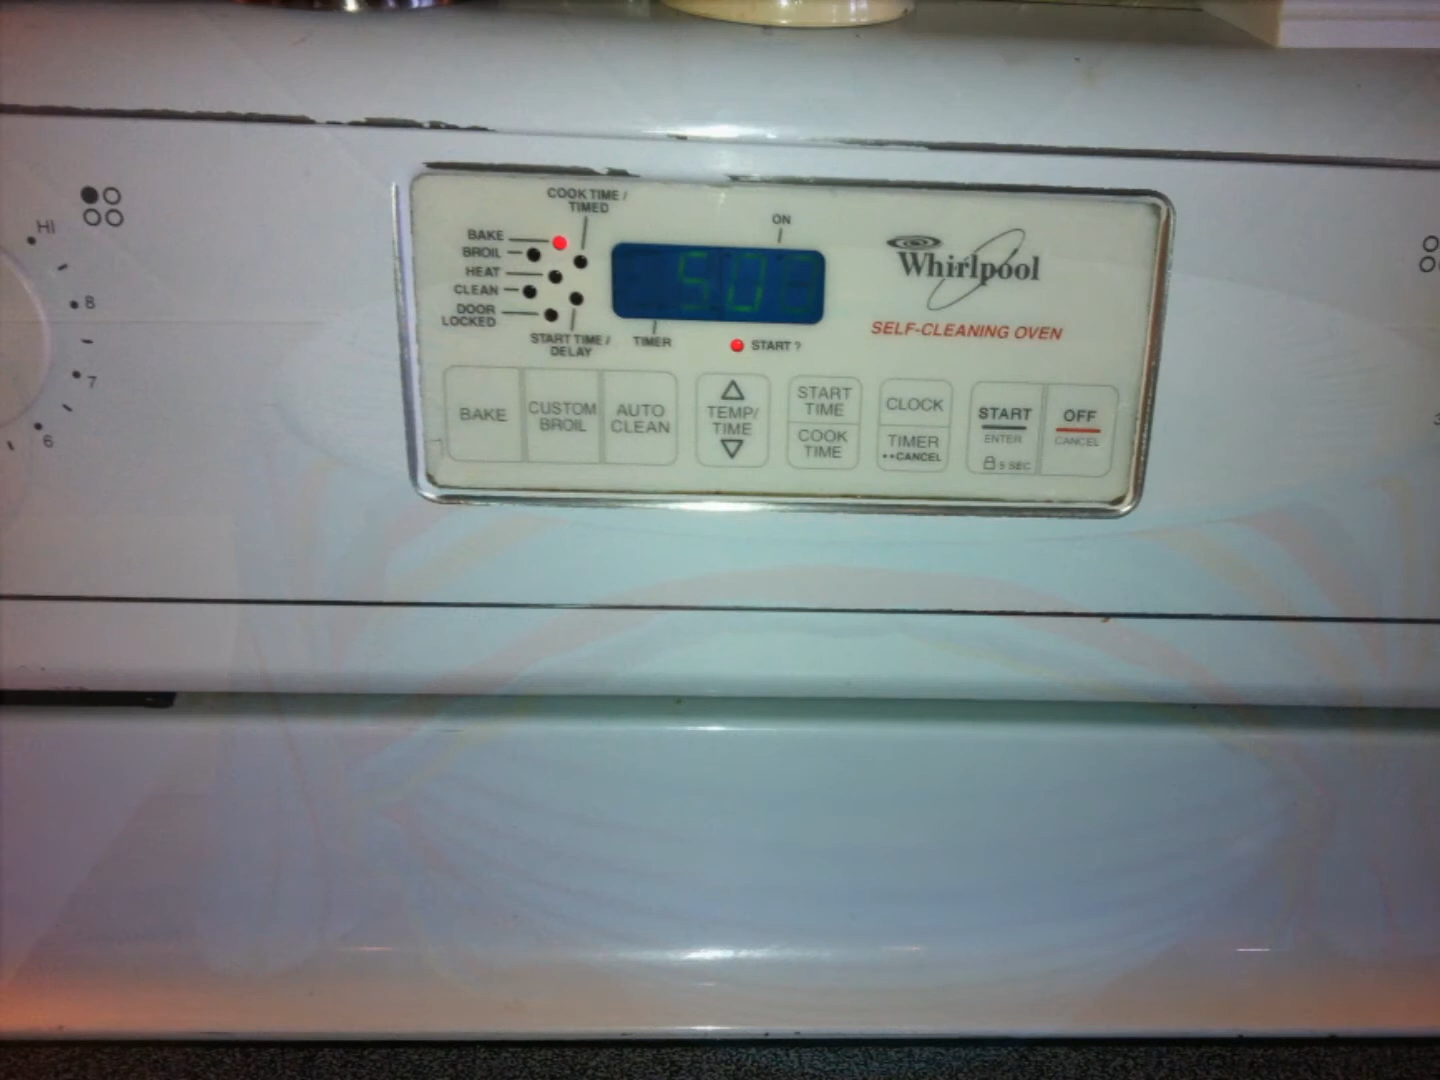 COOK TIME /
TIMED
ON
BAKE
BROIL
HEAT
CLEAN
DOOR
LOCKED
START TIME /
DELAY
TIMER
START ?
Whirlpool
SELF-CLEANING OVEN
HI
8
7
6
BAKE
CUSTOM
BROIL
AUTO
CLEAN
TEMP/
TIME
START
TIME
COOK
TIME
CLOCK
TIMER
••CANCEL
START
ENTER
5 SEC
OFF
CANCEL